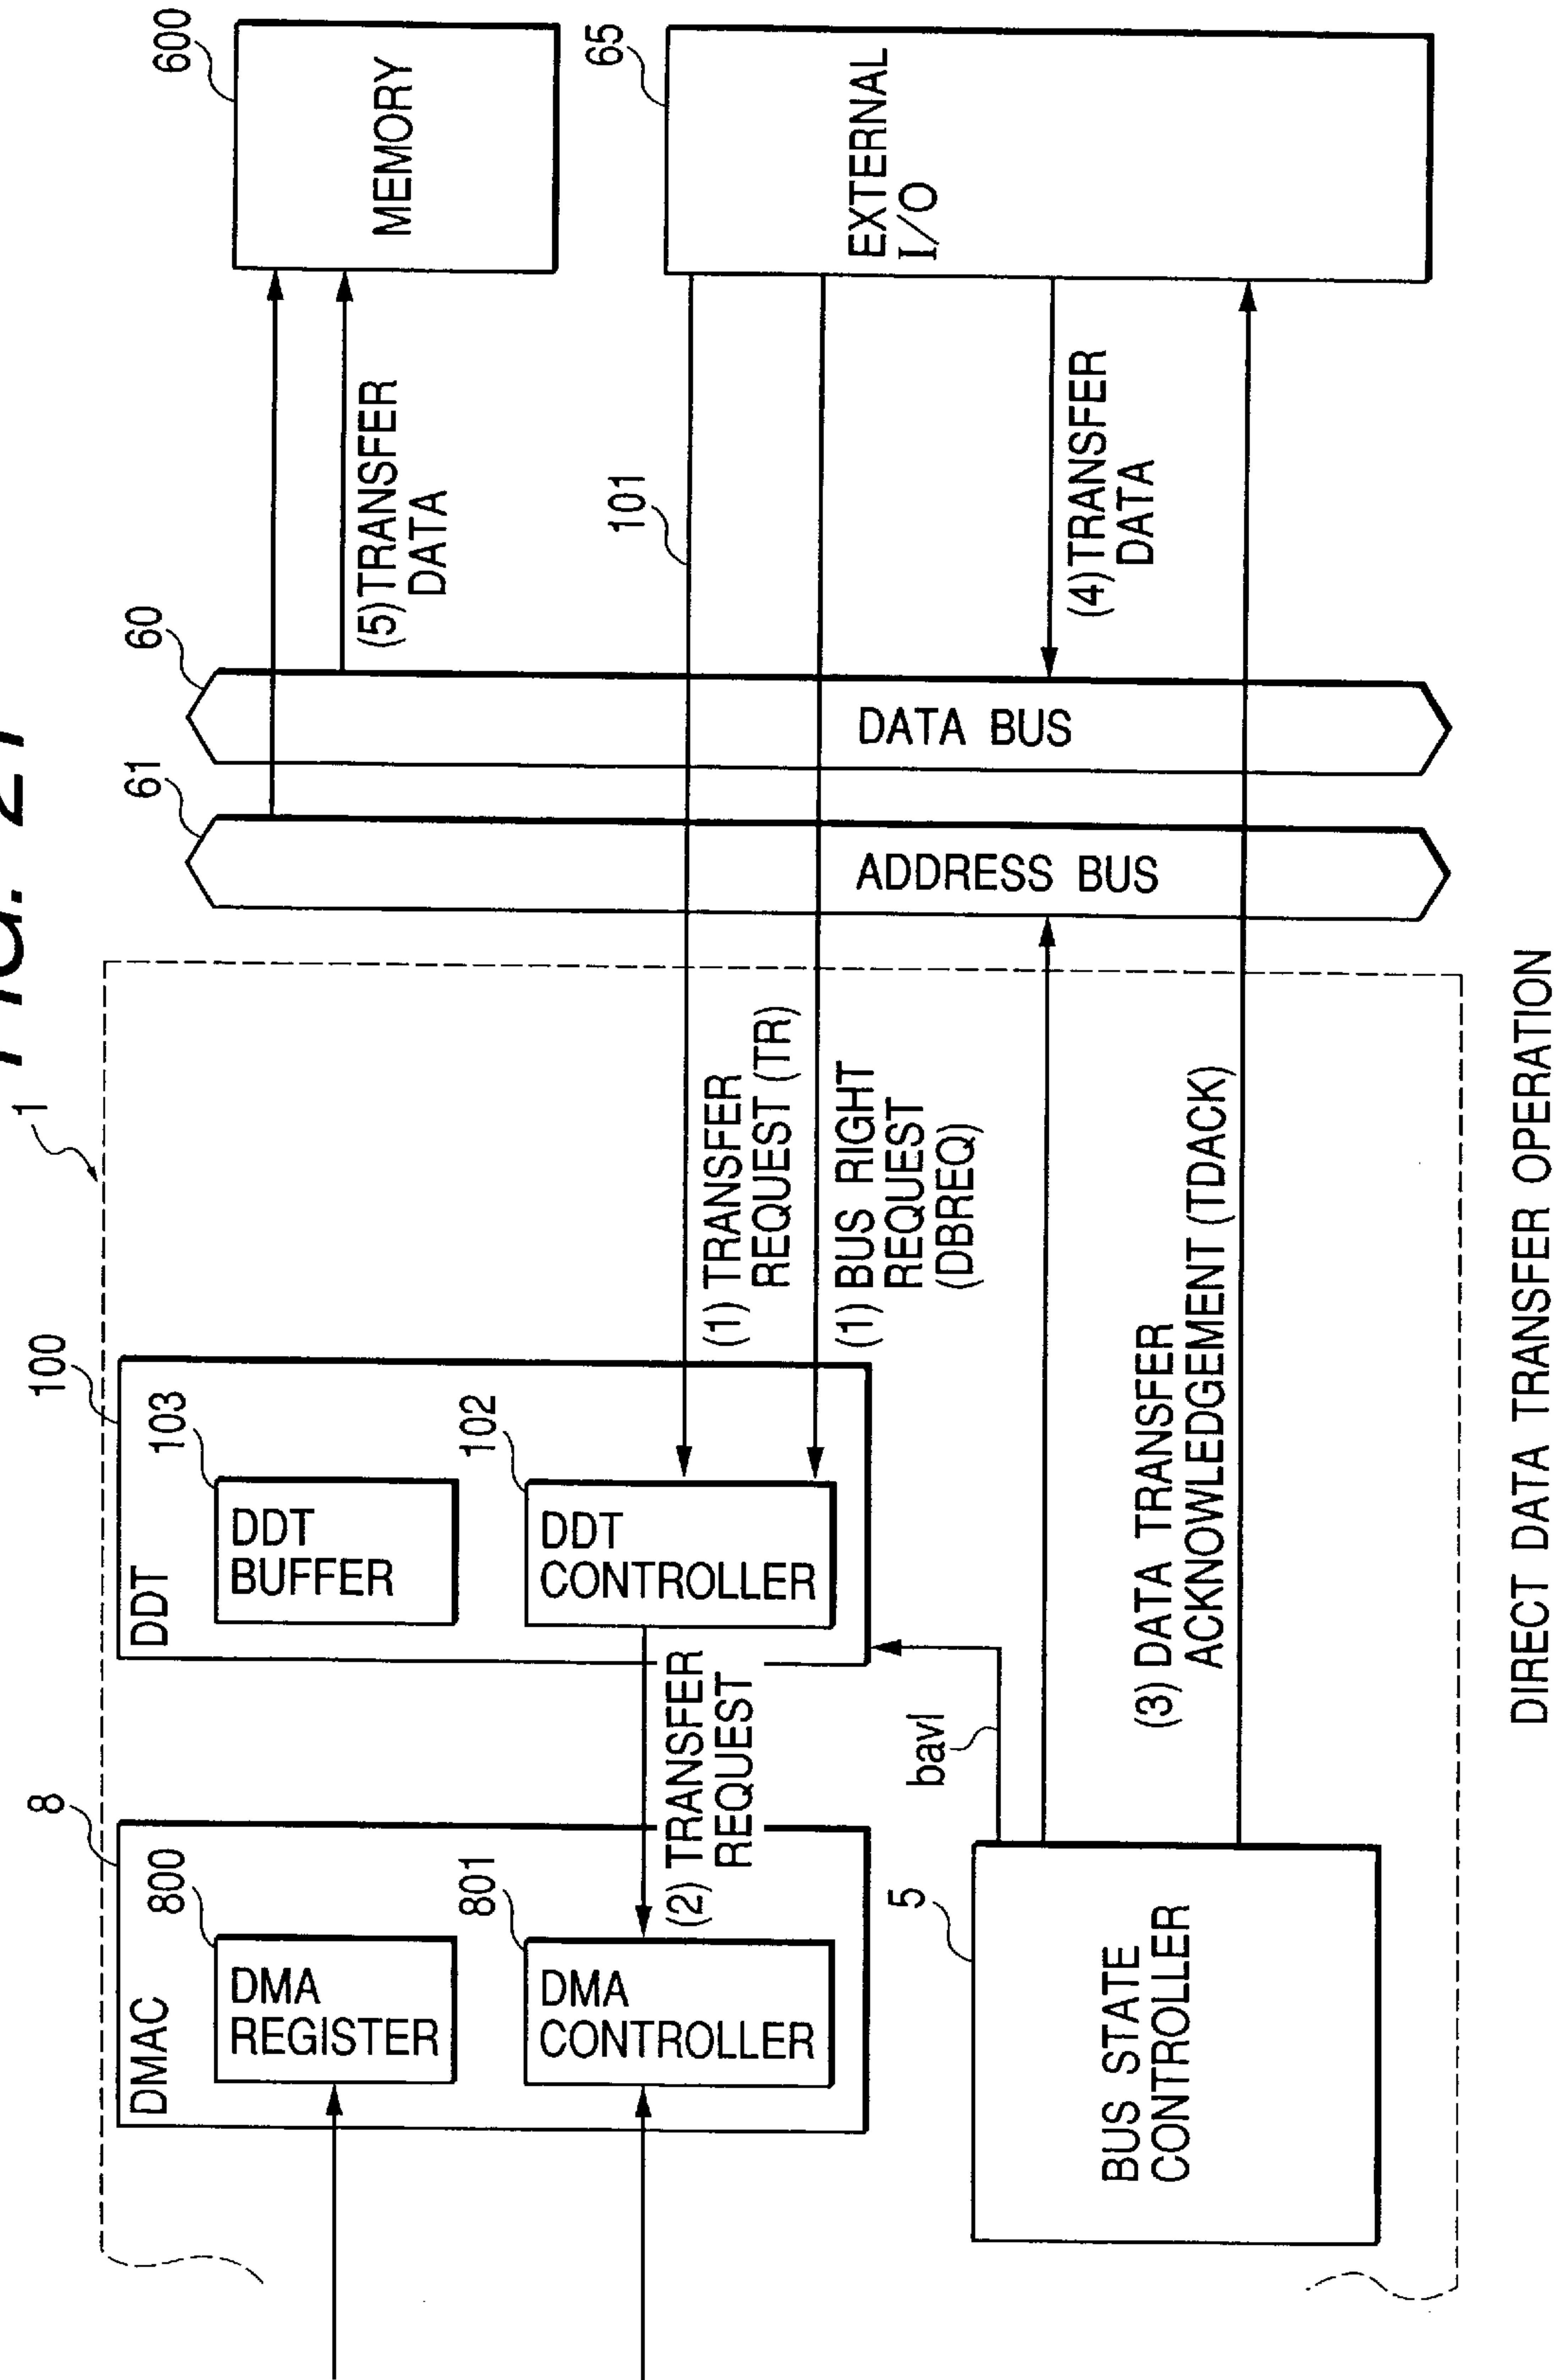 FIG. 21
1
8
DMAC
800
DMA
REGISTER
801
DMA
CONTROLLER
(2) TRANSFER
REQUEST
100
DDT
103
DDT
BUFFER
102
DDT
CONTROLLER
(1) TRANSFER
REQUEST (TR)
(1) BUS RIGHT
REQUEST
(DBREQ)
bavl
5
BUS STATE
CONTROLLER
(3) DATA TRANSFER
ACKNOWLEDGEMENT (TDACK)
61
ADDRESS BUS
60
DATA BUS
(5) TRANSFER
DATA
101
(4) TRANSFER
DATA
600
MEMORY
65
EXTERNAL
I/O
DIRECT DATA TRANSFER OPERATION